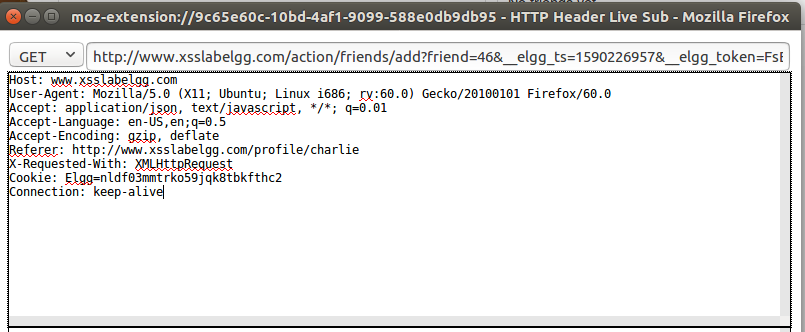 moz-extension://9c65e60c-10bd-4af1-9099-588e0db9db95 - HTTP Header Live Sub - Mozilla Firefox
GET http://www.xsslabelgg.com/action/friends/add?friend=46&__elgg_ts=1590226957&__elgg_token=FsE
Host: www.xsslabelgg.com
User-Agent: Mozilla/5.0 (X11; Ubuntu; Linux i686; rv:60.0) Gecko/20100101 Firefox/60.0
Accept: application/json, text/javascript, */*; q=0.01
Accept-Language: en-US,en;q=0.5
Accept-Encoding: gzip, deflate
Referer: http://www.xsslabelgg.com/profile/charlie
X-Requested-With: XMLHttpRequest
Cookie: Elgg=nldf03mmtrko59jqk8tbkfthc2
Connection: keep-alive